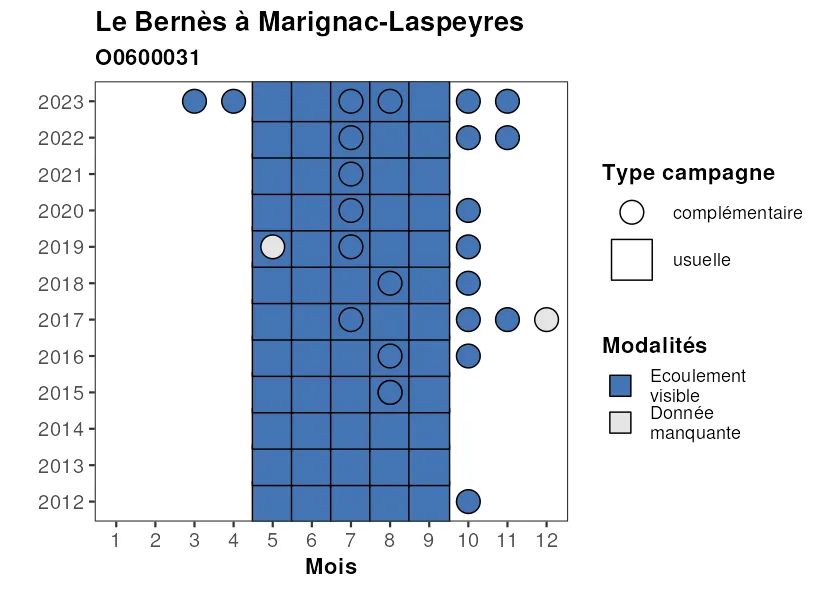 Le Bernès à Marignac-Laspeyres
O0600031
2023
2022
2021
2020
2019
2018
2017
2016
2015
2014
2013
2012
1 2 3 4 5 6 7 8 9 10 11 12
Mois
Type campagne
complémentaire
usuelle
Modalités
Ecoulement
visible
Donnée
manquante